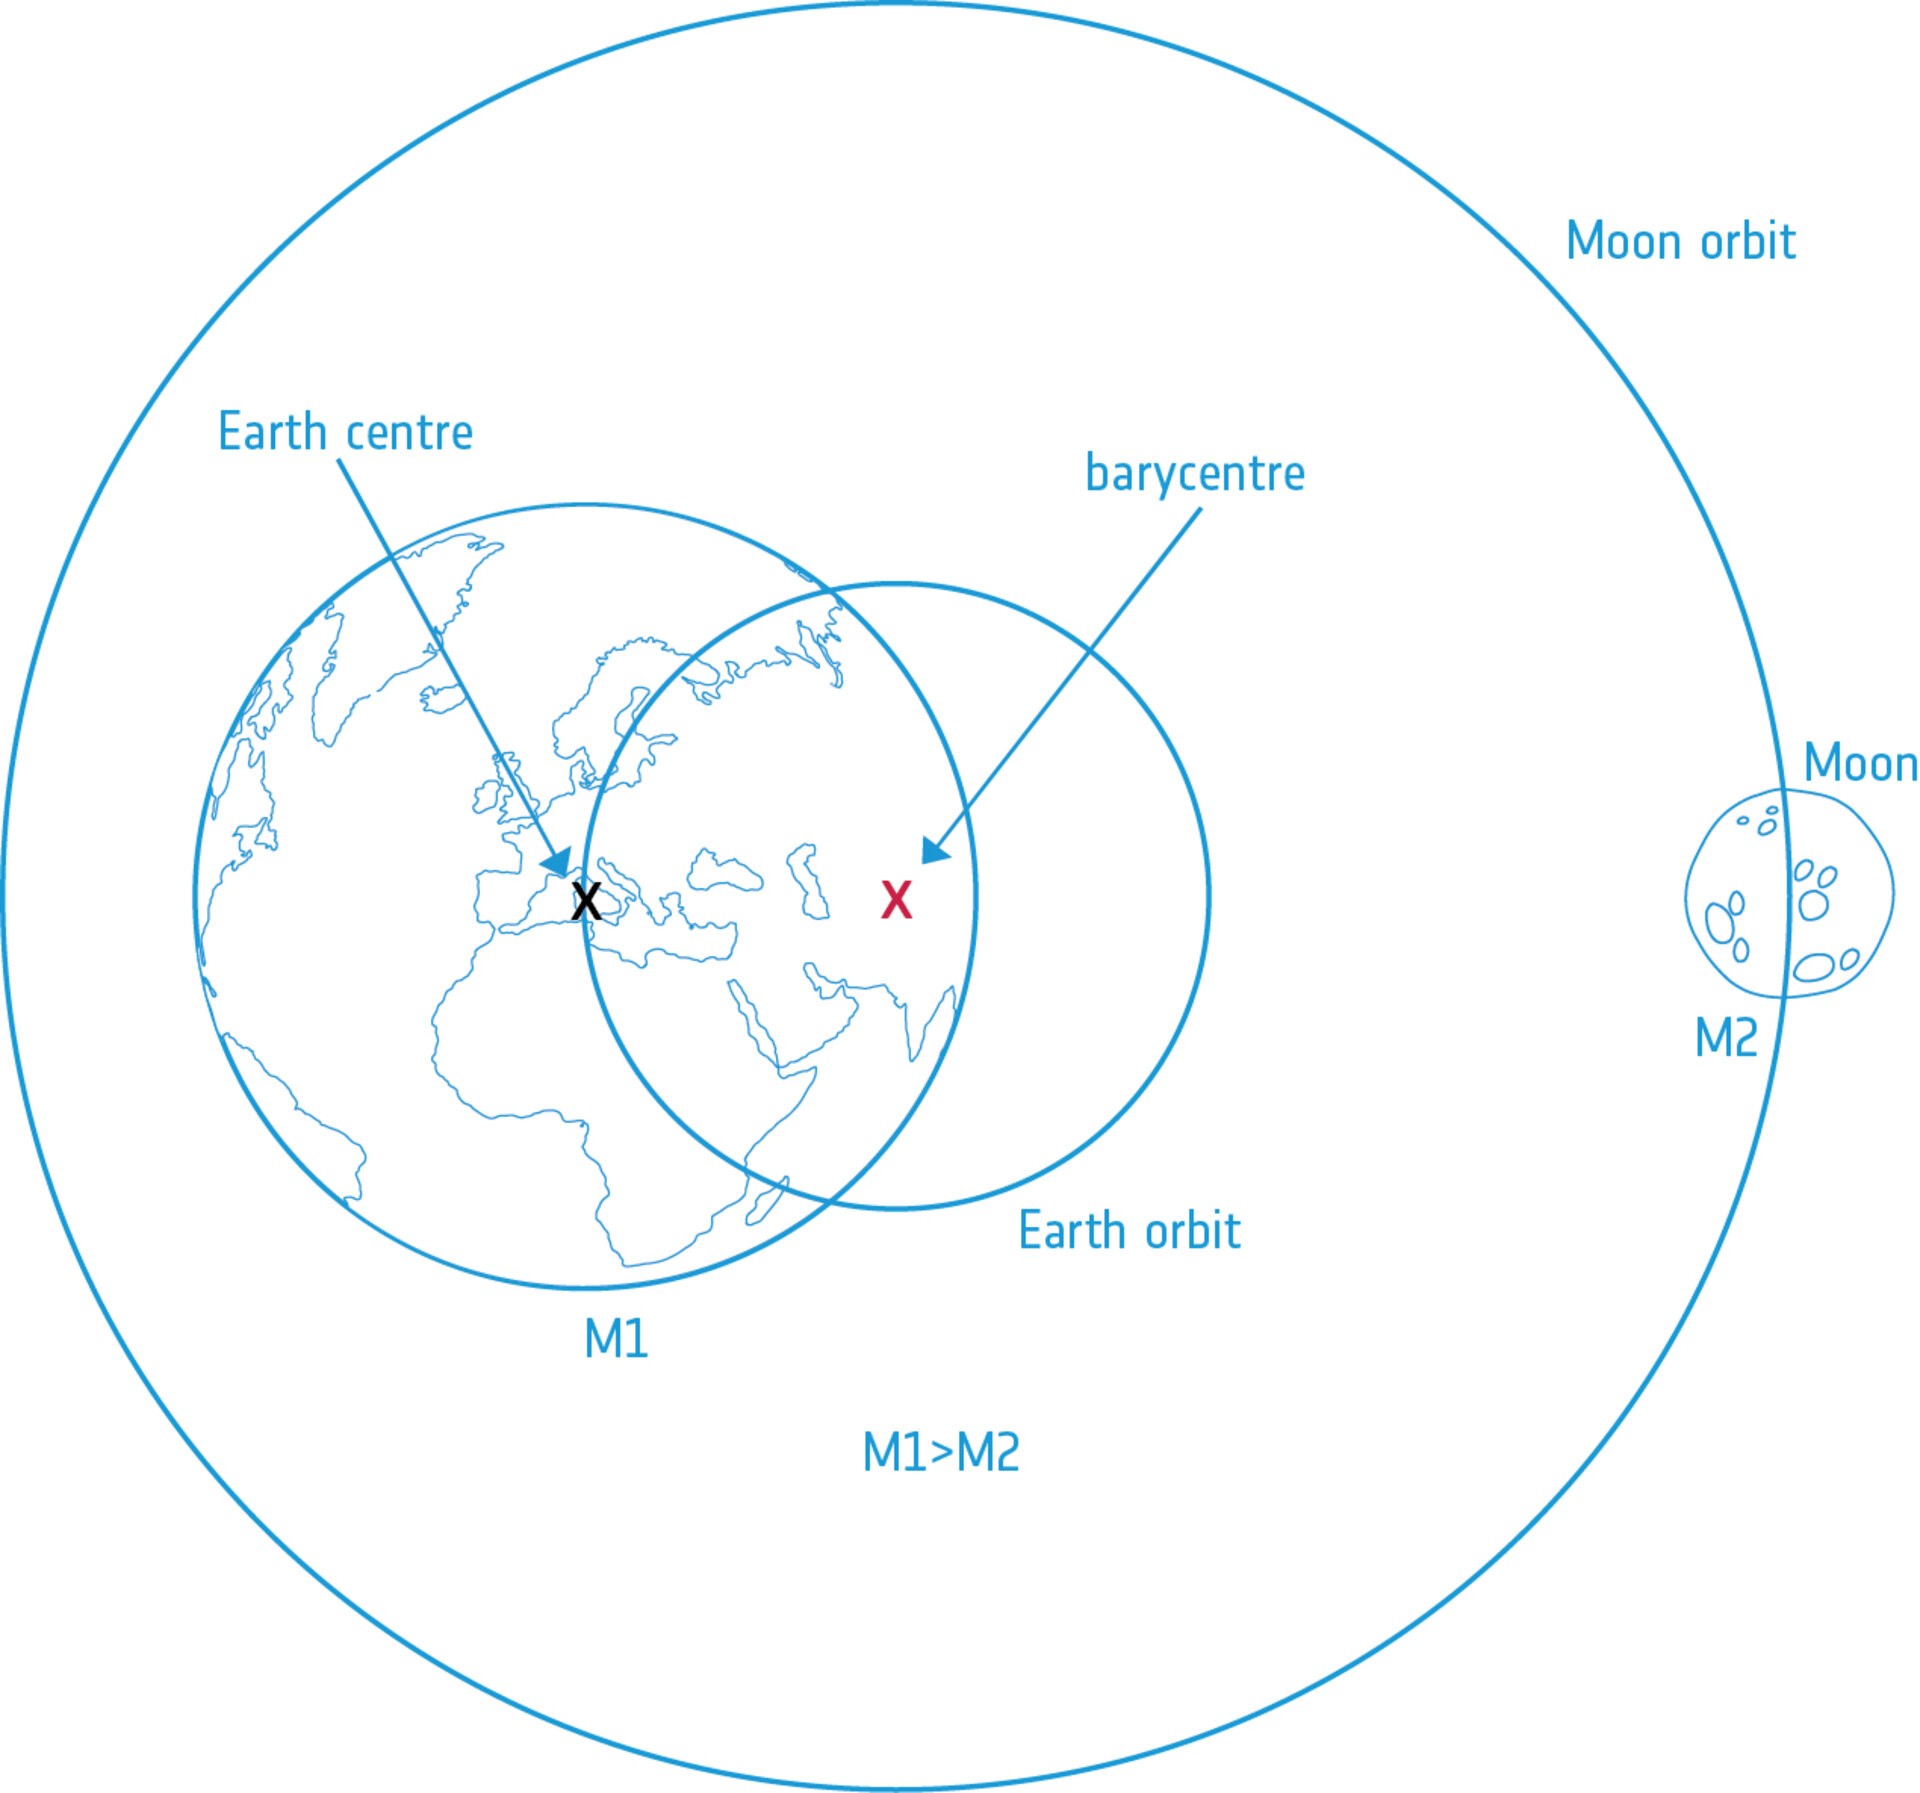 Moon orbit
Earth centre
barycentre
Moon
X
X
M2
Earth orbit
M1
M1>M2